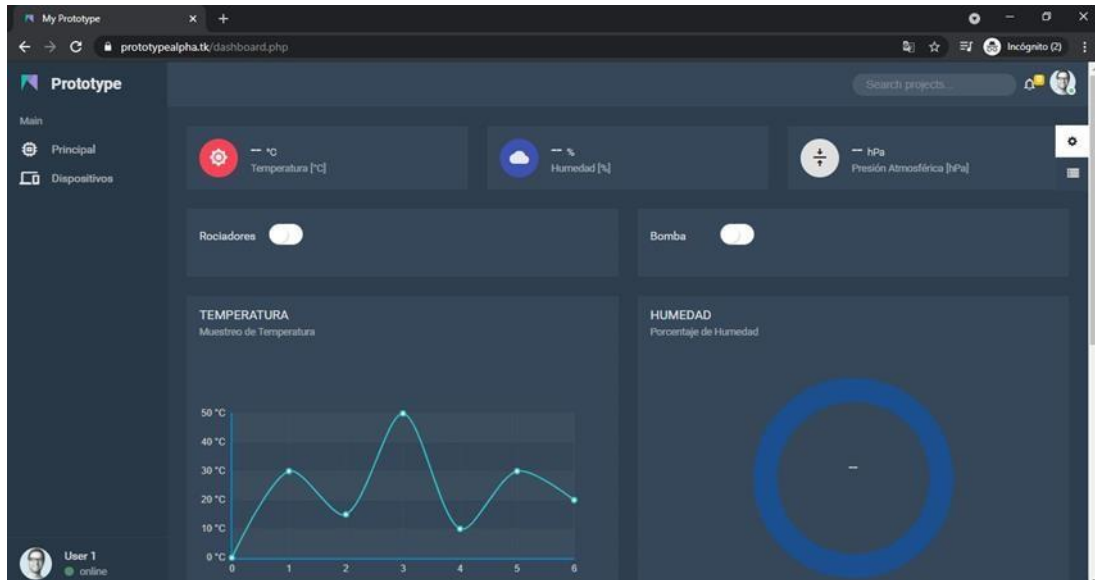 My Prototype
prototypealpha.tk/dashboard.php
Incógnito (2)
Prototype
Search projects...
Main
Principal
Dispositivos
-- °C
Temperatura [°C]
-- %
Humedad [%]
-- hPa
Presión Atmosférica [hPa]
Rociadores
Bomba
TEMPERATURA
Muestreo de Temperatura
50 °C
40 °C
30 °C
20 °C
10 °C
0 °C
0 1 2 3 4 5 6
HUMEDAD
Porcentaje de Humedad
--
User 1
online